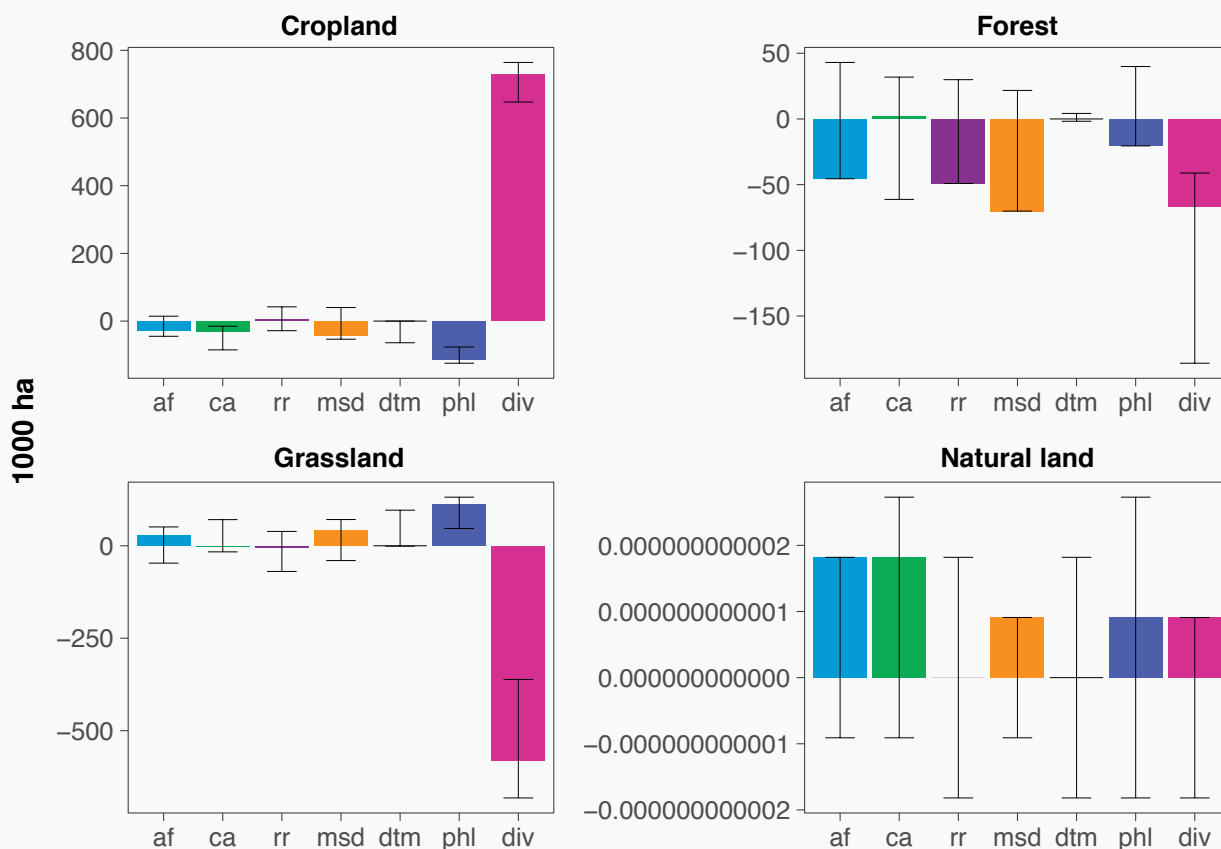 Cropland
800
600
400
200
0
af ca rr msd dtm phl div
Forest
50
0
−50
−100
−150
af ca rr msd dtm phl div
1000 ha
Grassland
0
−250
−500
af ca rr msd dtm phl div
Natural land
0.000000000002
0.000000000001
0.000000000000
−0.000000000001
−0.000000000002
af ca rr msd dtm phl div